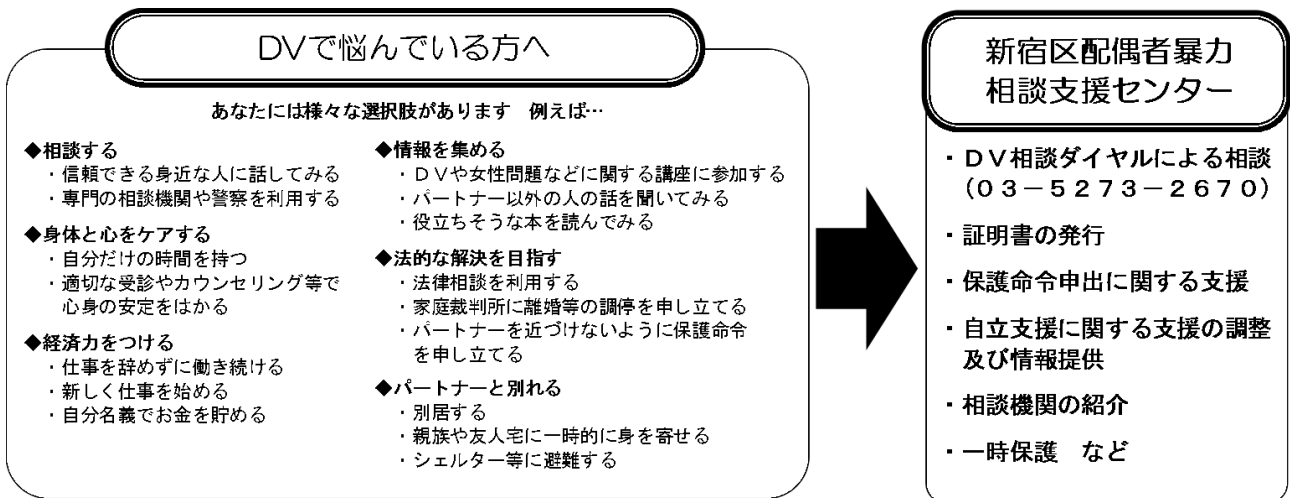 DVで悩んでいる方へ
あなたには様々な選択肢があります　例えば…
◆相談する
・信頼できる身近な人に話してみる
・専門の相談機関や警察を利用する
◆身体と心をケアする
・自分だけの時間を持つ
・適切な受診やカウンセリング等で
心身の安定をはかる
◆経済力をつける
・仕事を辞めずに働き続ける
・新しく仕事を始める
・自分名義でお金を貯める
◆情報を集める
・ＤＶや女性問題などに関する講座に参加する
・パートナー以外の人の話を聞いてみる
・役立ちそうな本を読んでみる
◆法的な解決を目指す
・法律相談を利用する
・家庭裁判所に離婚等の調停を申し立てる
・パートナーを近づけないように保護命令
を申し立てる
◆パートナーと別れる
・別居する
・親族や友人宅に一時的に身を寄せる
・シェルター等に避難する
新宿区配偶者暴力
相談支援センター
・ＤＶ相談ダイヤルによる相談
（０３－５２７３－２６７０）
・証明書の発行
・保護命令申出に関する支援
・自立支援に関する支援の調整
及び情報提供
・相談機関の紹介
・一時保護　など